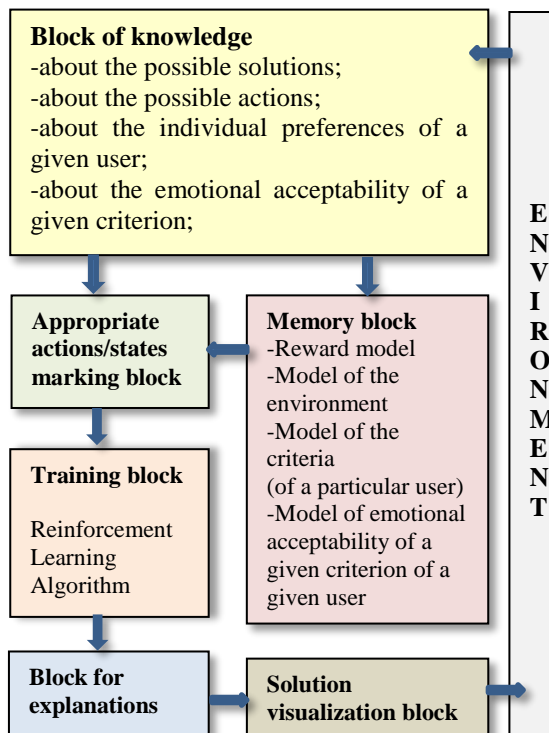 Block of knowledge
-about the possible solutions;
-about the possible actions;
-about the individual preferences of a
given user;
-about the emotional acceptability of a
given criterion;
Appropriate
actions/states
marking block
Memory block
-Reward model
-Model of the
environment
-Model of the
criteria
(of a particular user)
-Model of emotional
acceptability of a
given criterion of a
given user
Training block
Reinforcement
Learning
Algorithm
Block for
explanations
Solution
visualization block
E
N
V
I
R
O
N
M
E
N
T